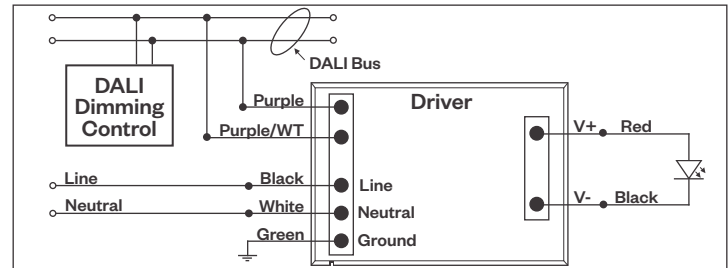 DALI Bus
DALI
Dimming
Control
Driver
Purple
Purple/WT
V+ Red
Line Black Line
Neutral White Neutral
V- Black
Green Ground